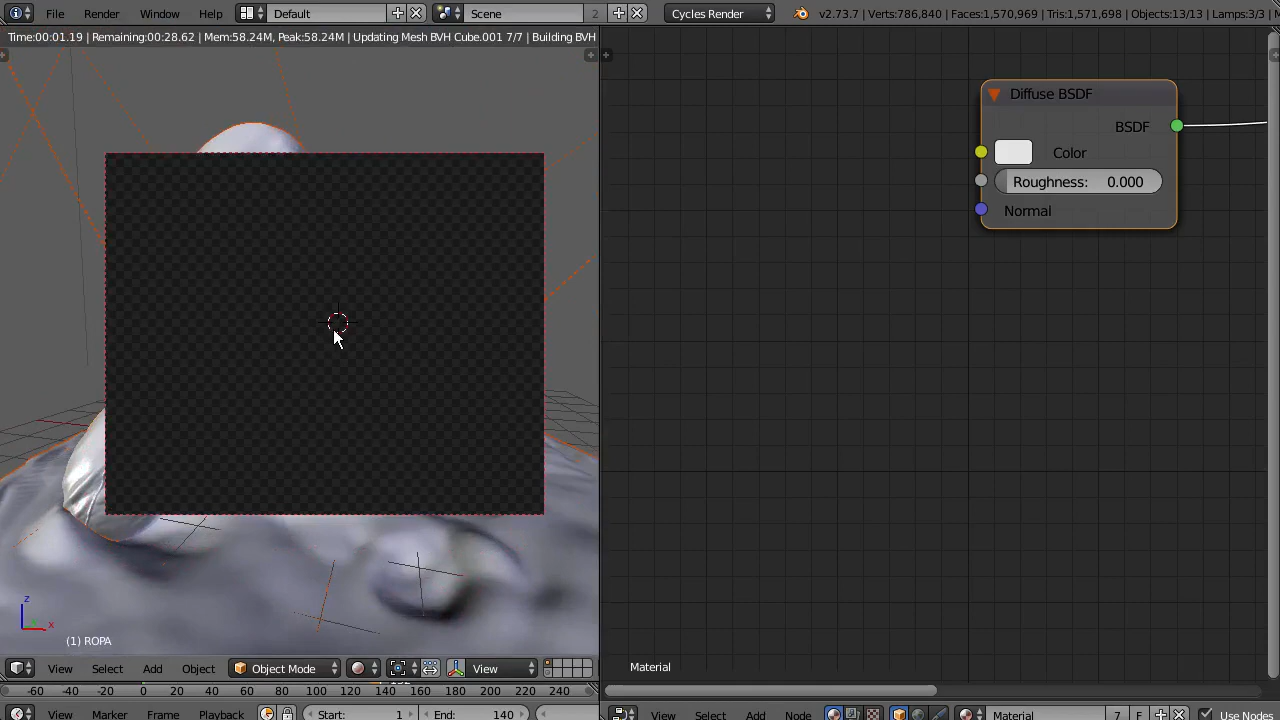 File Render Window Help Default Scene 2 Cycles Render v2.73.7 | Verts:786,840 | Faces:1,570,969 | Tris:1,571,698 | Objects:13/13 | Lamps:3/3 |
Time:00:01.19 | Remaining:00:28.62 | Mem:58.24M, Peak:58.24M | Updating Mesh BVH Cube.001 7/7 | Building BVH
Diffuse BSDF
BSDF
Color
Roughness: 0.000
Normal
z
x
(1) ROPA
Material
View Select Add Object Object Mode View
-60 -40 -20 0 20 40 60 80 100 120 140 160 180 200 220 240
View Marker Frame Playback Start: 1 End: 140
View Select Add Node Material 7 F Use Nodes